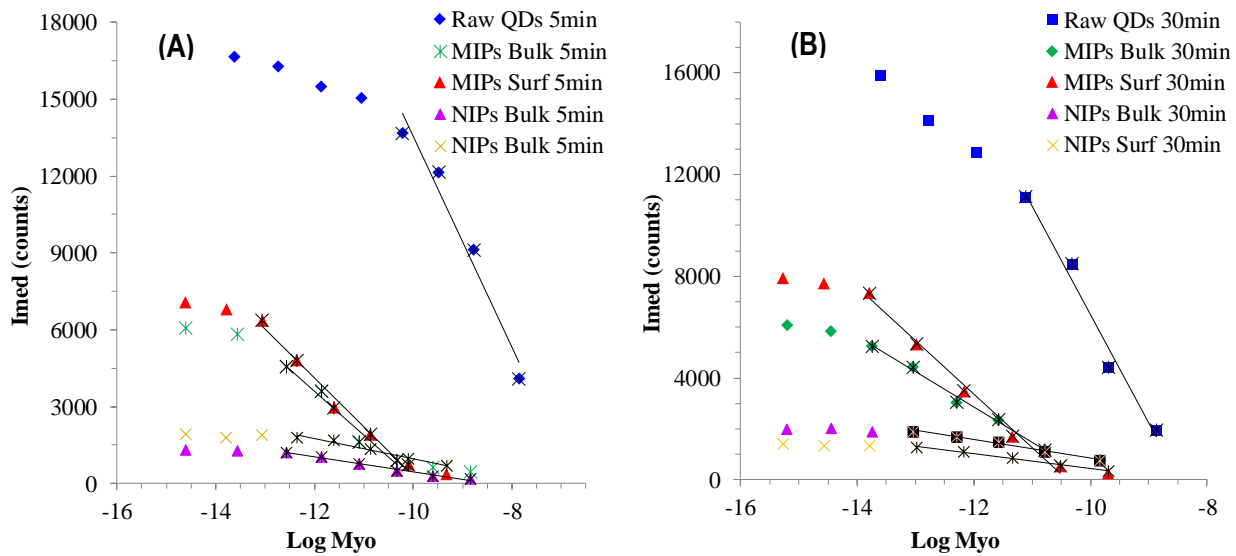 (A)
Raw QDs 5min
MIPs Bulk 5min
MIPs Surf 5min
NIPs Bulk 5min
NIPs Bulk 5min
Imed (counts)
18000
15000
12000
9000
6000
3000
0
-16
-14
-12
-10
-8
-6
Log Myo
(B)
Raw QDs 30min
MIPs Bulk 30min
MIPs Surf 30min
NIPs Bulk 30min
NIPs Surf 30min
Imed (counts)
16000
12000
8000
4000
0
-16
-14
-12
-10
-8
-6
Log Myo